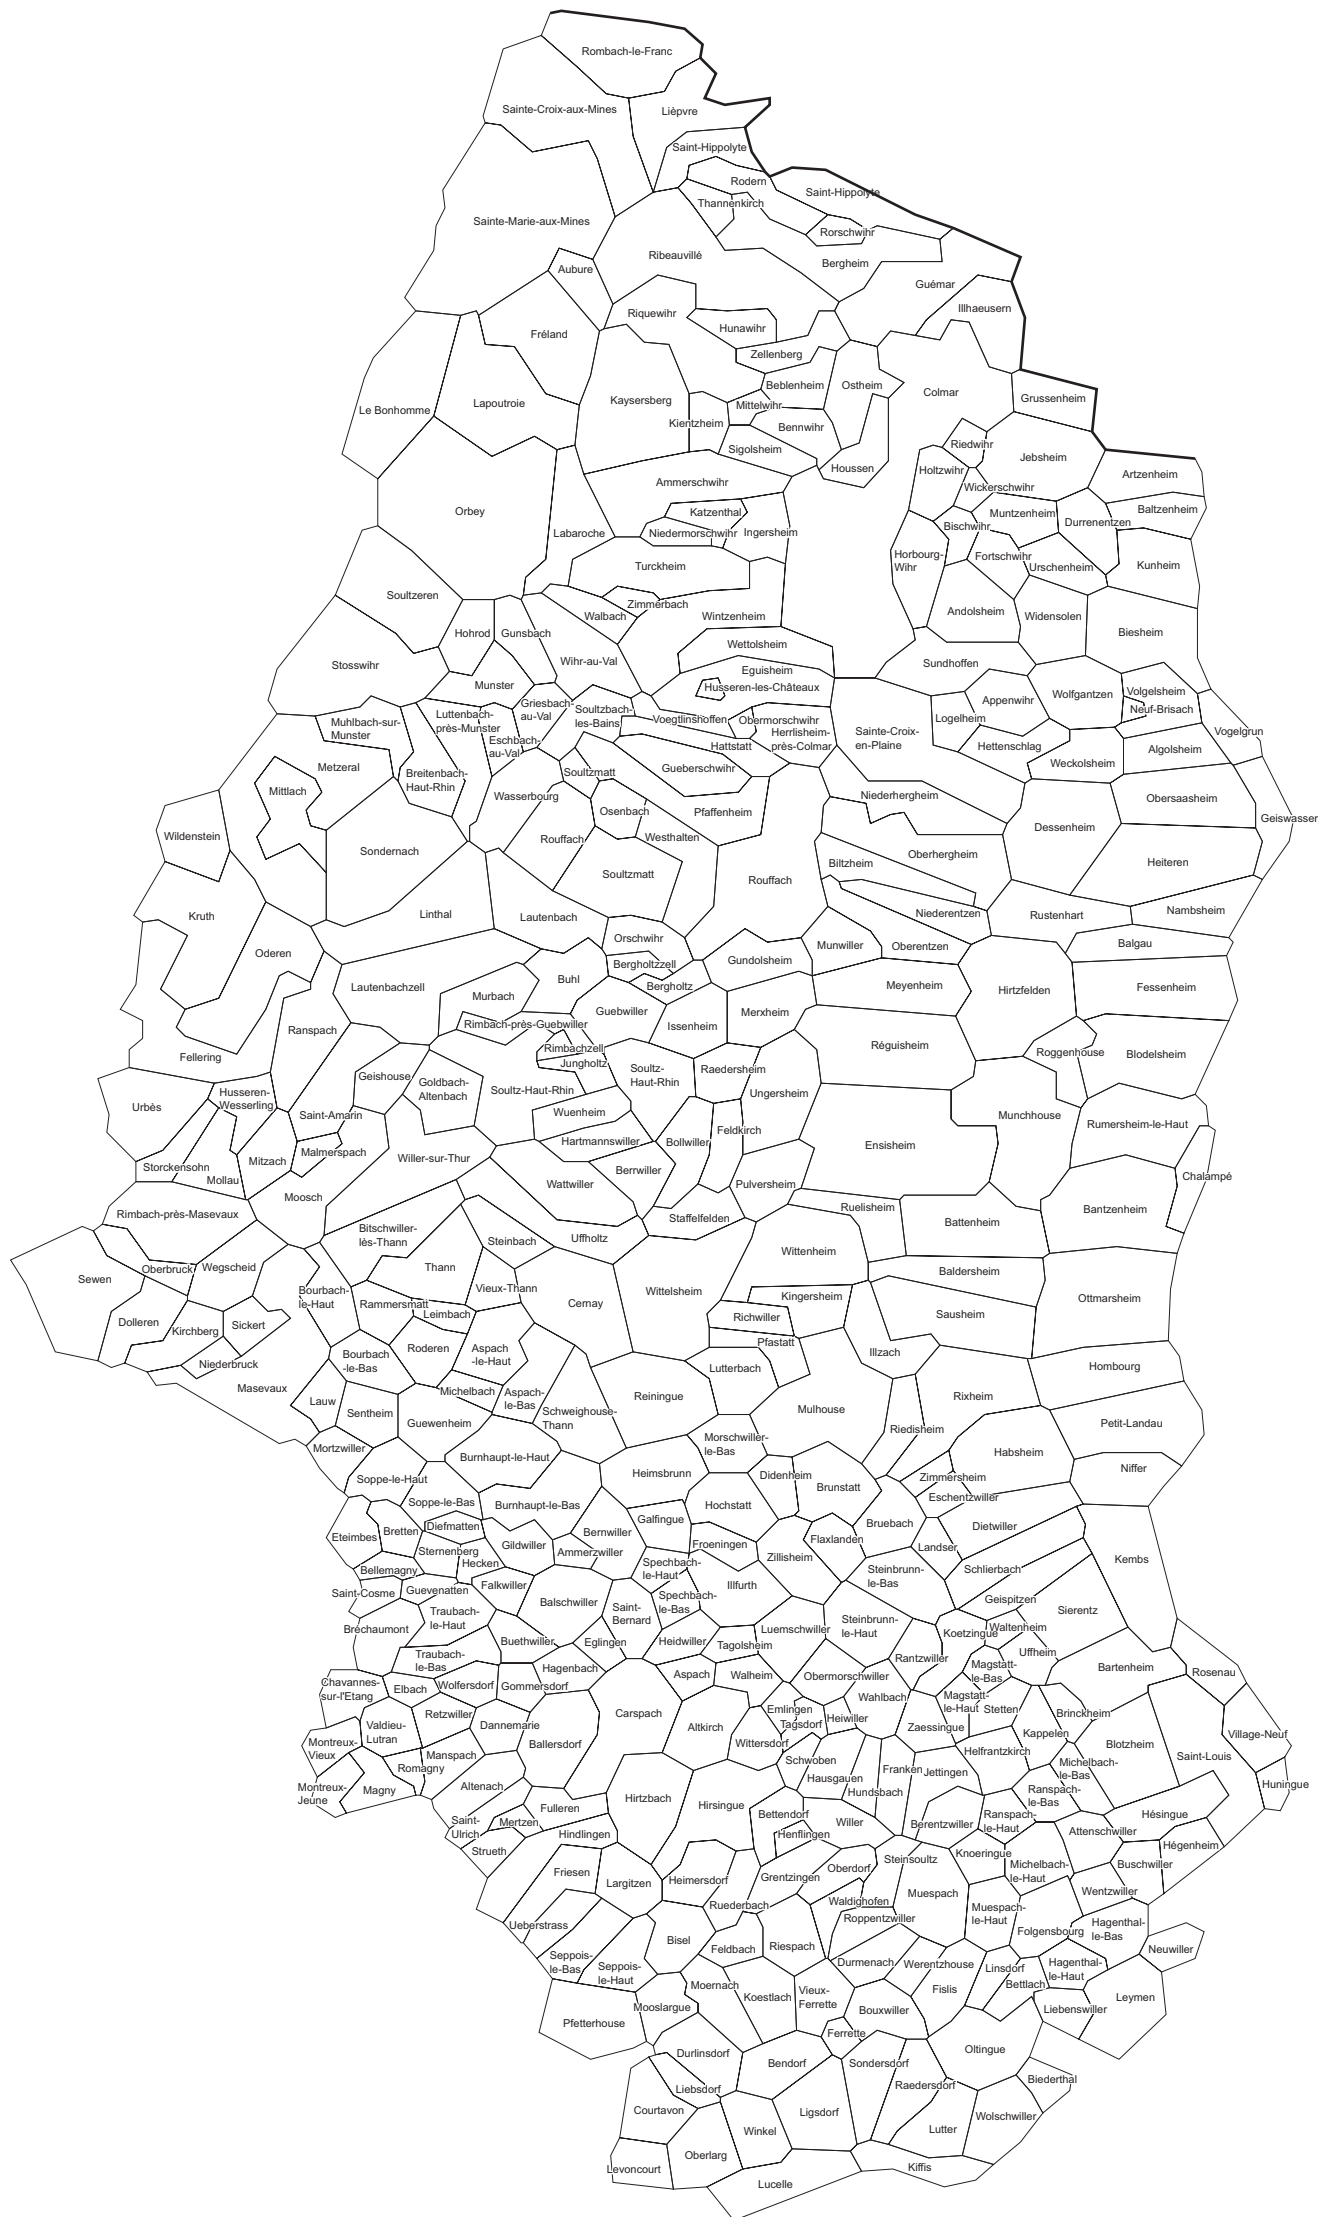 Rombach-le-Franc
Sainte-Croix-aux-Mines
Lièpvre
Saint-Hippolyte
Rodern
Saint-Hippolyte
Thannenkirch
Sainte-Marie-aux-Mines
Rorschwihr
Ribeauvillé
Bergheim
Aubure
Guémar
Riquewihr
Illhaeusern
Hunawihr
Fréland
Zellenberg
Beblenheim
Ostheim
Colmar
Grussenheim
Kaysersberg
Lapoutroie
Mittelwihr
Le Bonhomme
Kientzheim
Bennwihr
Riedwihr
Sigolsheim
Jebsheim
Houssen
Holtzwihr
Artzenheim
Ammerschwihr
Wickerschwihr
Orbey
Katzenthal
Muntzenheim
Baltzenheim
Bischwihr
Durrenentzen
Labaroche
Niedermorschwihr
Ingersheim
Horbourg-
Wihr
Fortschwihr
Turckheim
Urschenheim
Kunheim
Soultzeren
Zimmerbach
Walbach
Wintzenheim
Andolsheim
Widensolen
Hohrod
Gunsbach
Biesheim
Wettolsheim
Stosswihr
Wihr-au-Val
Sundhoffen
Eguisheim
Munster
Husseren-les-Châteaux
Appenwihr
Wolfgantzen
Volgelsheim
Griesbach-
au-Val
Soultzbach-
les-Bains
Neuf-Brisach
Muhlbach-sur-
Munster
Luttenbach-
près-Munster
Voegtlinshoffen
Obermorschwihr
Logelheim
Herrlisheim-
près-Colmar
Sainte-Croix-
en-Plaine
Vogelgrun
Eschbach-
au-Val
Hattstatt
Hettenschlag
Algolsheim
Metzeral
Breitenbach-
Haut-Rhin
Soultzmatt
Gueberschwihr
Weckolsheim
Mittlach
Wasserbourg
Niederhergheim
Obersaasheim
Osenbach
Pfaffenheim
Geiswasser
Wildenstein
Rouffach
Westhalten
Dessenheim
Sondernach
Oberhergheim
Biltzheim
Heiteren
Soultzmatt
Rouffach
Kruth
Linthal
Lautenbach
Niederentzen
Rustenhart
Nambsheim
Orschwihr
Munwiller
Oberentzen
Balgau
Oderen
Bergholtzzell
Gundolsheim
Buhl
Lautenbachzell
Bergholtz
Meyenheim
Hirtzfelden
Fessenheim
Murbach
Guebwiller
Merxheim
Ranspach
Rimbach-près-Guebwiller
Issenheim
Fellering
Rimbachzell
Réguisheim
Roggenhouse
Blodelsheim
Jungholtz
Soultz-
Haut-Rhin
Raedersheim
Geishouse
Goldbach-
Altenbach
Soultz-Haut-Rhin
Ungersheim
Husseren-
Wesserling
Urbès
Wuenheim
Saint-Amarin
Munchhouse
Rumersheim-le-Haut
Feldkirch
Hartmannswiller
Bollwiller
Ensisheim
Malmerspach
Willer-sur-Thur
Storckensohn
Mitzach
Berrwiller
Chalampé
Mollau
Wattwiller
Pulversheim
Moosch
Rimbach-près-Masevaux
Staffelfelden
Ruelisheim
Bantzenheim
Bitschwiller-
lès-Thann
Battenheim
Uffholtz
Steinbach
Wittenheim
Oberbruck
Wegscheid
Thann
Baldersheim
Sewen
Bourbach-
le-Haut
Vieux-Thann
Wittelsheim
Kingersheim
Ottmarsheim
Rammersmatt
Cernay
Leimbach
Richwiller
Sausheim
Dolleren
Kirchberg
Sickert
Pfastatt
Roderen
Aspach
-le-Haut
Illzach
Niederbruck
Bourbach
-le-Bas
Lutterbach
Hombourg
Masevaux
Michelbach
Aspach-
le-Bas
Reiningue
Rixheim
Lauw
Sentheim
Schweighouse-
Thann
Mulhouse
Guewenheim
Riedisheim
Petit-Landau
Mortzwiller
Morschwiller-
le-Bas
Burnhaupt-le-Haut
Habsheim
Soppe-le-Haut
Heimsbrunn
Didenheim
Zimmersheim
Niffer
Brunstatt
Soppe-le-Bas
Burnhaupt-le-Bas
Hochstatt
Eschentzwiller
Galfingue
Bruebach
Dietwiller
Eteimbes
Bretten
Diefmatten
Bernwiller
Froeningen
Flaxlanden
Gildwiller
Landser
Sternenberg
Ammerzwiller
Zillisheim
Kembs
Bellemagny
Hecken
Spechbach-
le-Haut
Steinbrunn-
le-Bas
Schlierbach
Saint-Cosme
Guevenatten
Falkwiller
Illfurth
Balschwiller
Spechbach-
le-Bas
Geispitzen
Sierentz
Bréchaumont
Traubach-
le-Haut
Saint-
Bernard
Steinbrunn-
le-Haut
Koetzingue
Waltenheim
Luemschwiller
Buethwiller
Eglingen
Heidwiller
Tagolsheim
Uffheim
Traubach-
le-Bas
Rantzwiller
Magstatt-
le-Bas
Bartenheim
Rosenau
Hagenbach
Aspach
Walheim
Obermorschwiller
Chavannes-
sur-l'Etang
Elbach
Wolfersdorf
Gommersdorf
Wahlbach
Magstatt-
le-Haut
Retzwiller
Carspach
Emlingen
Stetten
Brinckheim
Valdieu-
Lutran
Dannemarie
Altkirch
Tagsdorf
Heiwiller
Zaessingue
Kappelen
Village-Neuf
Montreux-
Vieux
Manspach
Ballersdorf
Wittersdorf
Helfrantzkirch
Blotzheim
Saint-Louis
Romagny
Schwoben
Michelbach-
le-Bas
Montreux-
Jeune
Magny
Altenach
Hausgauen
Franken
Jettingen
Huningue
Hirtzbach
Hirsingue
Hundsbach
Ranspach-
le-Bas
Fulleren
Bettendorf
Willer
Ranspach-
le-Haut
Hésingue
Saint-
Ulrich
Mertzen
Henflingen
Berentzwiller
Attenschwiller
Hindlingen
Hégenheim
Strueth
Steinsoultz
Knoeringue
Friesen
Largitzen
Heimersdorf
Grentzingen
Oberdorf
Michelbach-
le-Haut
Buschwiller
Muespach
Wentzwiller
Ruederbach
Waldighofen
Muespach-
le-Haut
Ueberstrass
Roppentzwiller
Folgensbourg
Hagenthal-
le-Bas
Bisel
Feldbach
Riespach
Neuwiller
Seppois-
le-Bas
Seppois-
le-Haut
Durmenach
Werentzhouse
Linsdorf
Hagenthal-
le-Haut
Moernach
Fislis
Bettlach
Koestlach
Vieux-
Ferrette
Leymen
Mooslargue
Bouxwiller
Liebenswiller
Pfetterhouse
Ferrette
Durlinsdorf
Bendorf
Sondersdorf
Oltingue
Liebsdorf
Raedersdorf
Biederthal
Courtavon
Ligsdorf
Wolschwiller
Winkel
Lutter
Oberlarg
Levoncourt
Kiffis
Lucelle